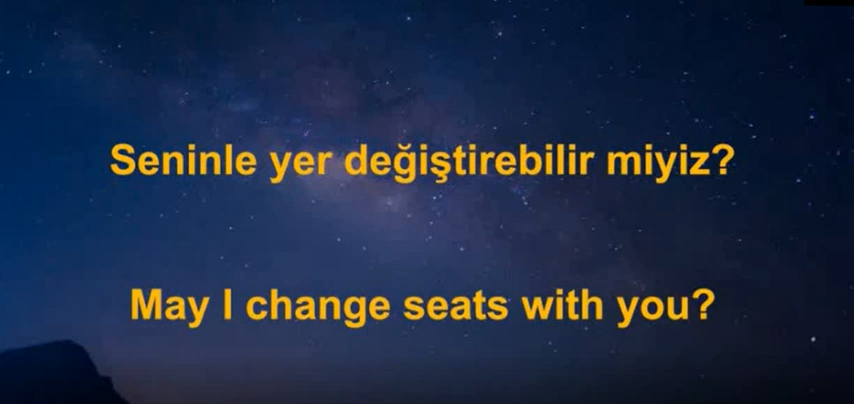 Seninle yer değiştirebilir miyiz?
May I change seats with you?